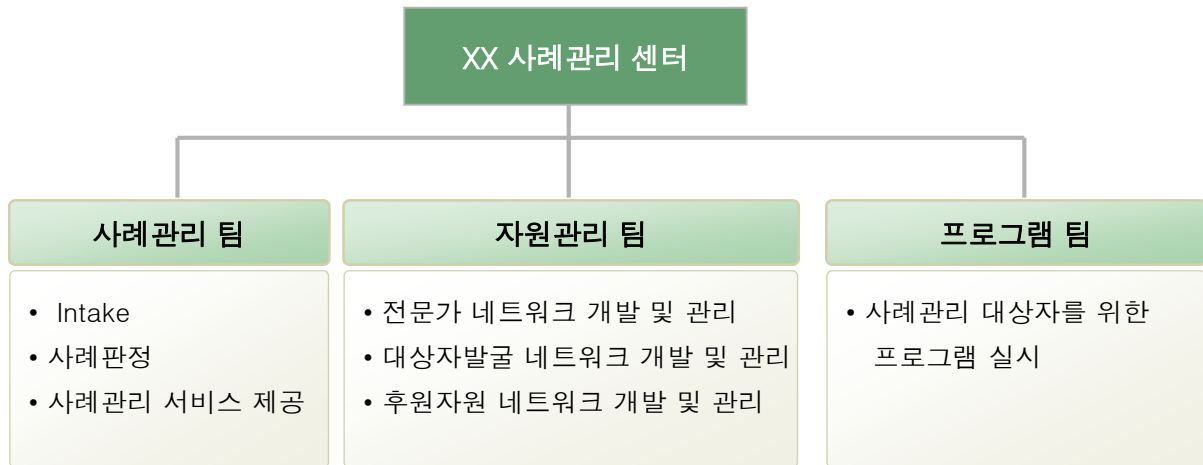 XX 사례관리 센터
사례관리 팀
• Intake
• 사례판정
• 사례관리 서비스 제공
자원관리 팀
• 전문가 네트워크 개발 및 관리
• 대상자발굴 네트워크 개발 및 관리
• 후원자원 네트워크 개발 및 관리
프로그램 팀
• 사례관리 대상자를 위한
프로그램 실시